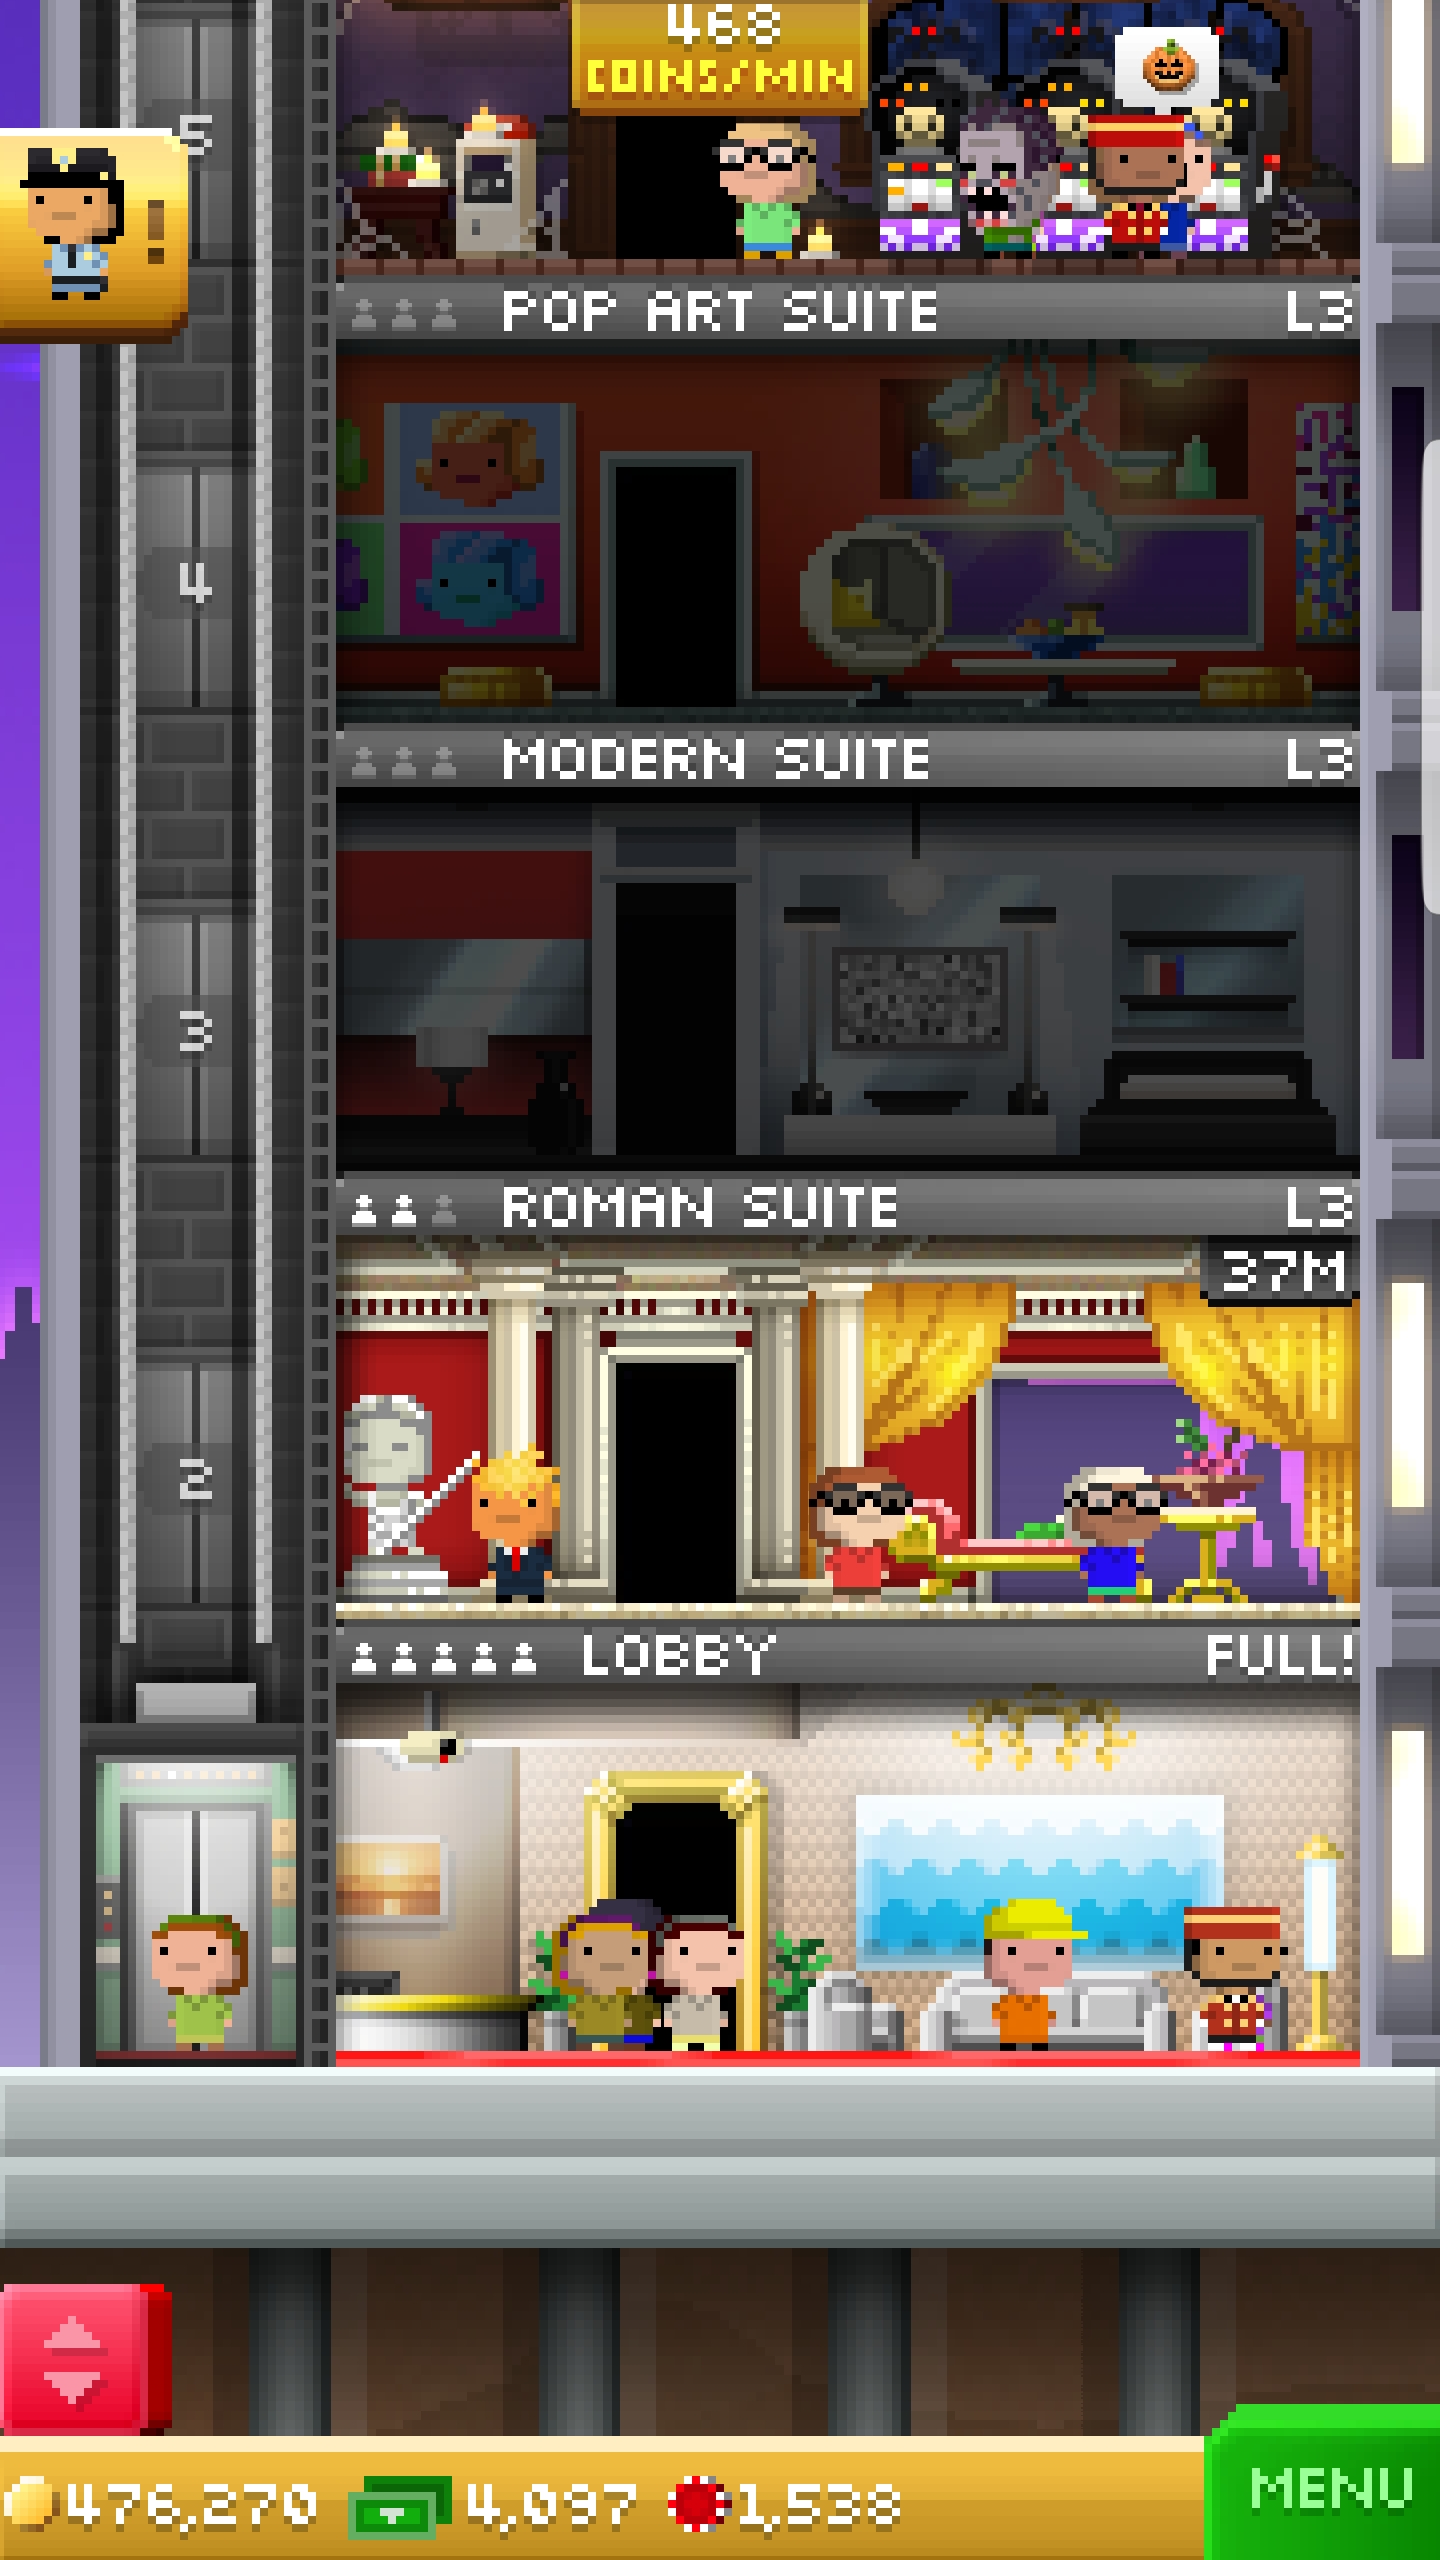 468
COINS/MIN
5
!
POP ART SUITE L3
4
MODERN SUITE L3
3
ROMAN SUITE L3
37M
2
LOBBY FULL!
476,270 4,097 1,538
MENU